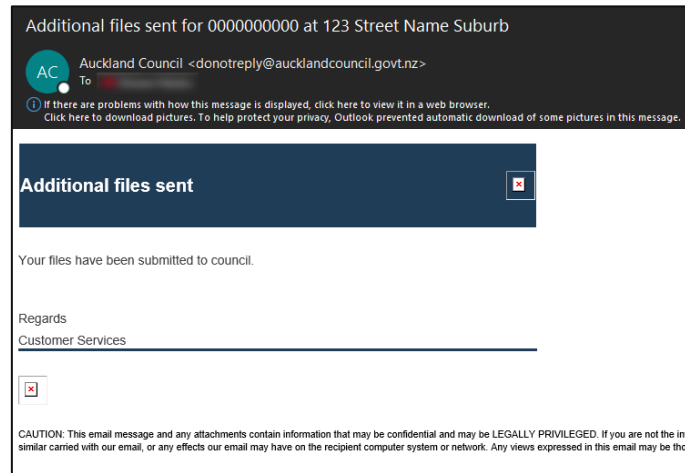 Additional files sent for 0000000000 at 123 Street Name Suburb
AC
Auckland Council <donotreply@aucklandcouncil.govt.nz>
To
If there are problems with how this message is displayed, click here to view it in a web browser.
Click here to download pictures. To help protect your privacy, Outlook prevented automatic download of some pictures in this message.
Additional files sent
Your files have been submitted to council.
Regards
Customer Services
CAUTION: This email message and any attachments contain information that may be confidential and may be LEGALLY PRIVILEGED. If you are not the
similar carried with our email, or any effects our email may have on the recipient computer system or network. Any views expressed in this email may be